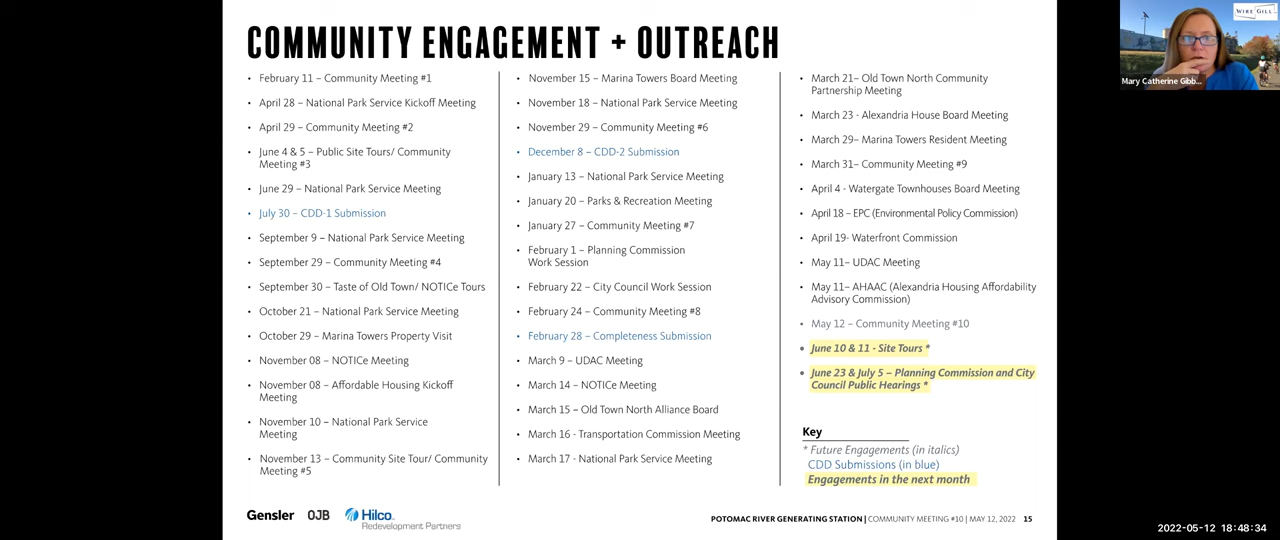 COMMUNITY ENGAGEMENT + OUTREACH
• February 11 – Community Meeting #1
• April 28 – National Park Service Kickoff Meeting
• April 29 – Community Meeting #2
• June 4 & 5 – Public Site Tours/ Community
Meeting #3
• June 29 – National Park Service Meeting
• July 30 – CDD-1 Submission
• September 9 – National Park Service Meeting
• September 29 – Community Meeting #4
• September 30 – Taste of Old Town/ NOTICe Tours
• October 21 – National Park Service Meeting
• October 29 – Marina Towers Property Visit
• November 08 – NOTICe Meeting
• November 08 – Affordable Housing Kickoff
Meeting
• November 10 – National Park Service
Meeting
• November 13 – Community Site Tour/ Community
Meeting #5
• November 15 – Marina Towers Board Meeting
• November 18 – National Park Service Meeting
• November 29 – Community Meeting #6
• December 8 – CDD-2 Submission
• January 13 – National Park Service Meeting
• January 20 – Parks & Recreation Meeting
• January 27 – Community Meeting #7
• February 1 – Planning Commission
Work Session
• February 22 – City Council Work Session
• February 24 – Community Meeting #8
• February 28 – Completeness Submission
• March 9 – UDAC Meeting
• March 14 – NOTICe Meeting
• March 15 – Old Town North Alliance Board
• March 16 - Transportation Commission Meeting
• March 17 - National Park Service Meeting
• March 21– Old Town North Community
Partnership Meeting
• March 23 - Alexandria House Board Meeting
• March 29– Marina Towers Resident Meeting
• March 31– Community Meeting #9
• April 4 - Watergate Townhouses Board Meeting
• April 18 – EPC (Environmental Policy Commission)
• April 19- Waterfront Commission
• May 11– UDAC Meeting
• May 11– AHAAC (Alexandria Housing Affordability
Advisory Commission)
• May 12 – Community Meeting #10
• June 10 & 11 - Site Tours *
• June 23 & July 5 – Planning Commission and City
Council Public Hearings *
Key
* Future Engagements (in italics)
CDD Submissions (in blue)
Engagements in the next month
Gensler OJB Hilco
Redevelopment Partners
POTOMAC RIVER GENERATING STATION | COMMUNITY MEETING #10 | MAY 12, 2022 15
WIRE GILL
Mary Catherine Gibb...
2022-05-12 18:48:34